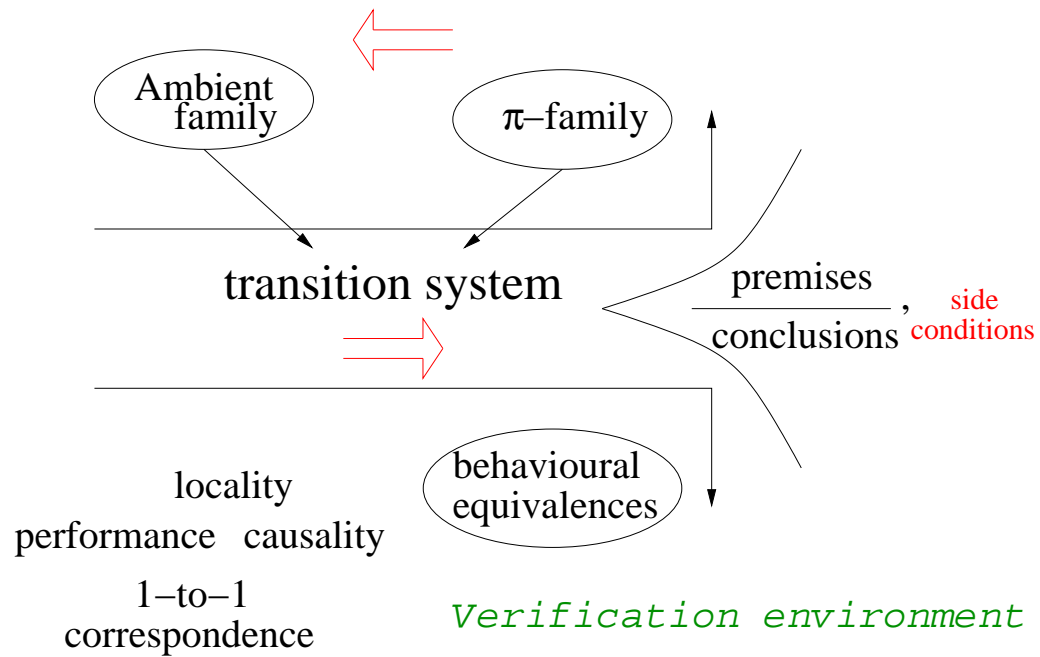 Ambient
family
π–family
transition system
premises
conclusions
,
side
conditions
behavioural
equivalences
locality
performance causality
1–to–1
correspondence
Verification environment